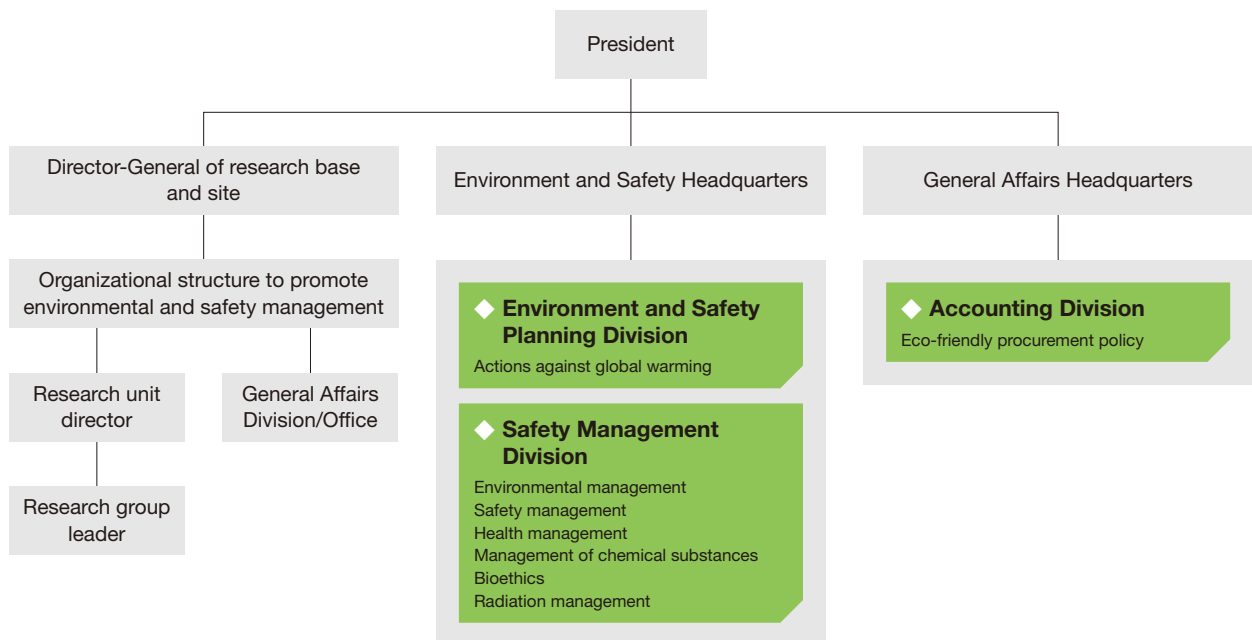 President
Director-General of research base
and site
Environment and Safety Headquarters
General Affairs Headquarters
Organizational structure to promote
environmental and safety management
Research unit
director
General Affairs
Division/Office
Research group
leader
Environment and Safety
Planning Division
Actions against global warming
Safety Management
Division
Environmental management
Safety management
Health management
Management of chemical substances
Bioethics
Radiation management
Accounting Division
Eco-friendly procurement policy